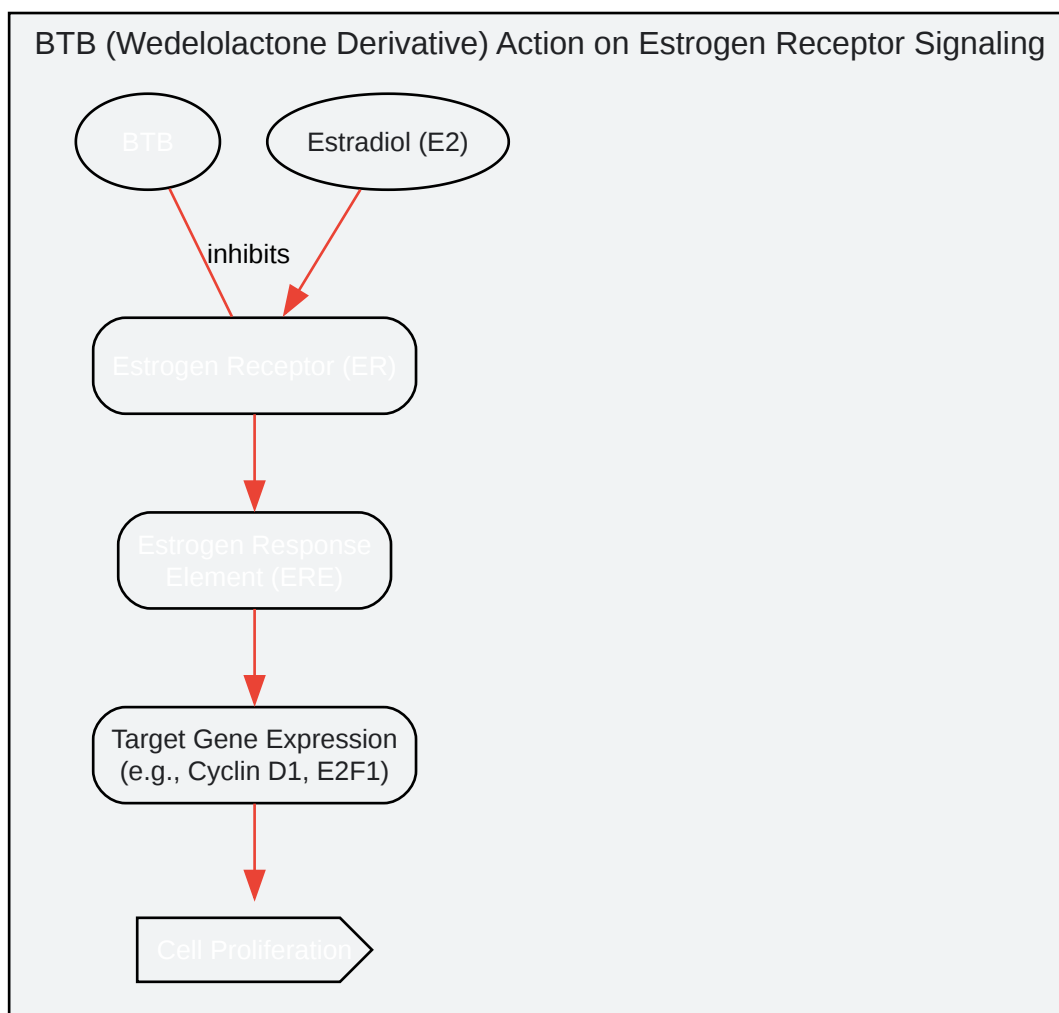 BTB (Wedelolactone Derivative) Action on Estrogen Receptor Signaling
BTB
Estradiol (E2)
inhibits
Estrogen Receptor (ER)
Estrogen Response
Element (ERE)
Target Gene Expression
(e.g., Cyclin D1, E2F1)
Cell Proliferation